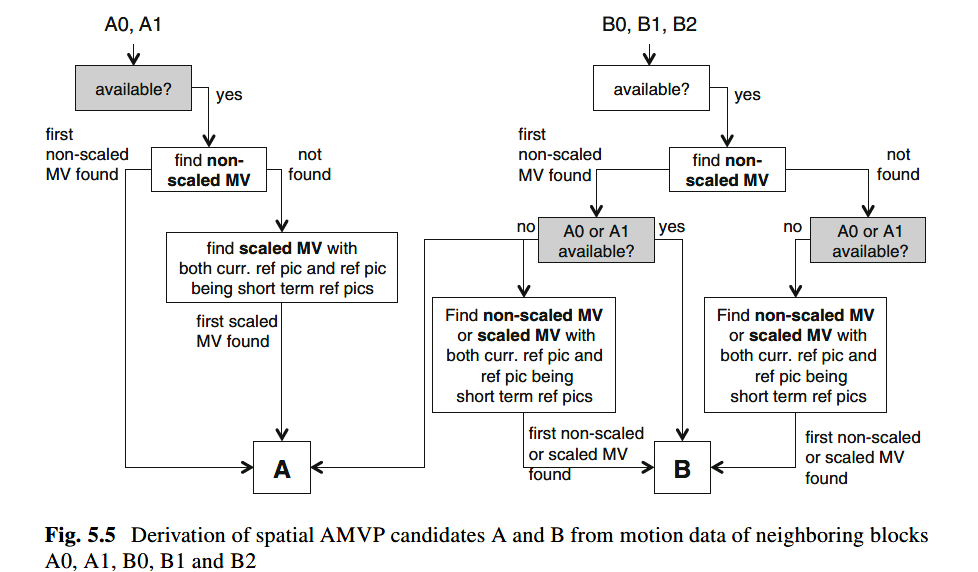 A0, A1
available?
yes
first
non-scaled
MV found
find non-
scaled MV
not
found
find scaled MV with
both curr. ref pic and ref pic
being short term ref pics
first scaled
MV found
A
B0, B1, B2
available?
yes
first
non-scaled
MV found
find non-
scaled MV
not
found
no
A0 or A1
available?
yes
no
A0 or A1
available?
Find non-scaled MV
or scaled MV with
both curr. ref pic and
ref pic being
short term ref pics
Find non-scaled MV
or scaled MV with
both curr. ref pic and
ref pic being
short term ref pics
first non-scaled
or scaled MV
found
B
first non-scaled
or scaled MV
found
Fig. 5.5 Derivation of spatial AMVP candidates A and B from motion data of neighboring blocks
A0, A1, B0, B1 and B2